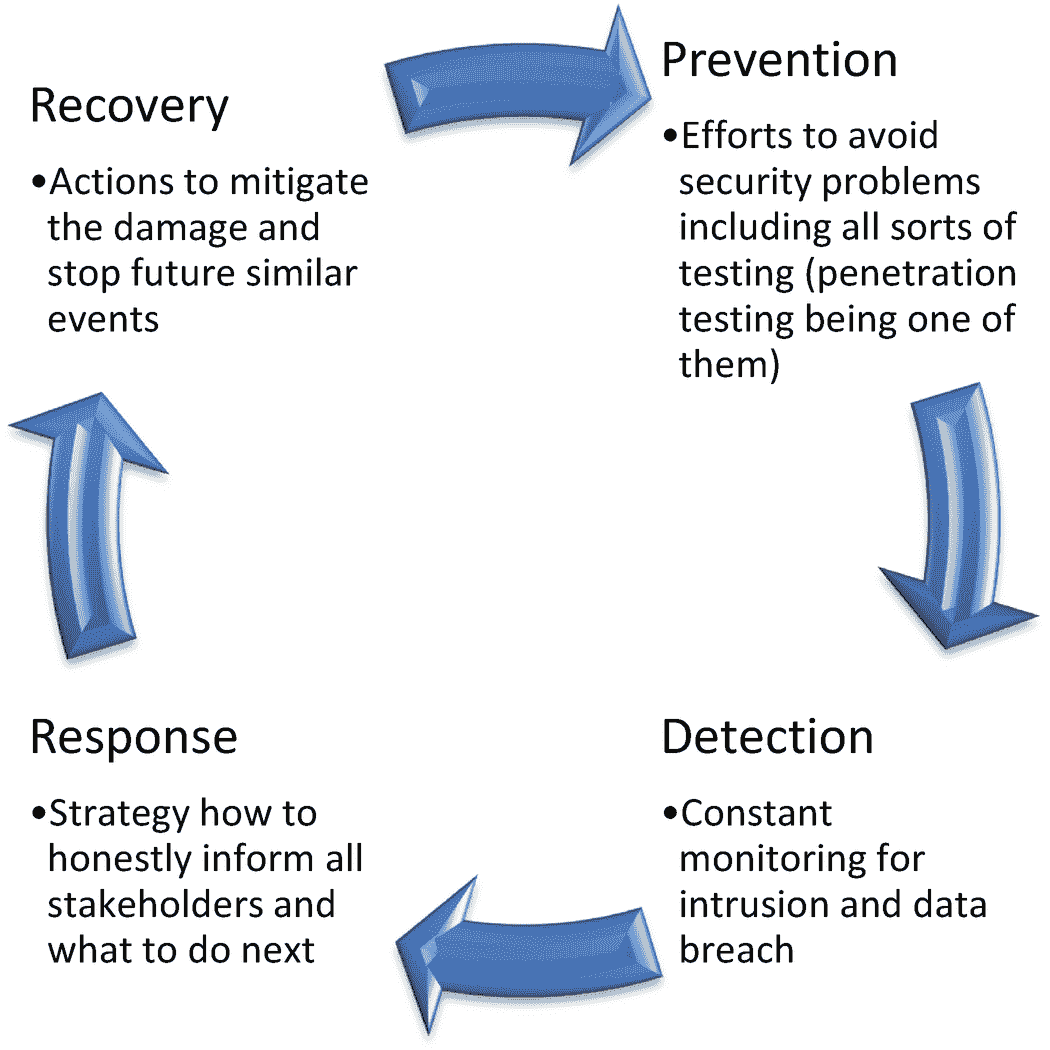 Recovery
•Actions to mitigate
the damage and
stop future similar
events
Prevention
•Efforts to avoid
security problems
including all sorts of
testing (penetration
testing being one of
them)
Response
•Strategy how to
honestly inform all
stakeholders and
what to do next
Detection
•Constant
monitoring for
intrusion and data
breach